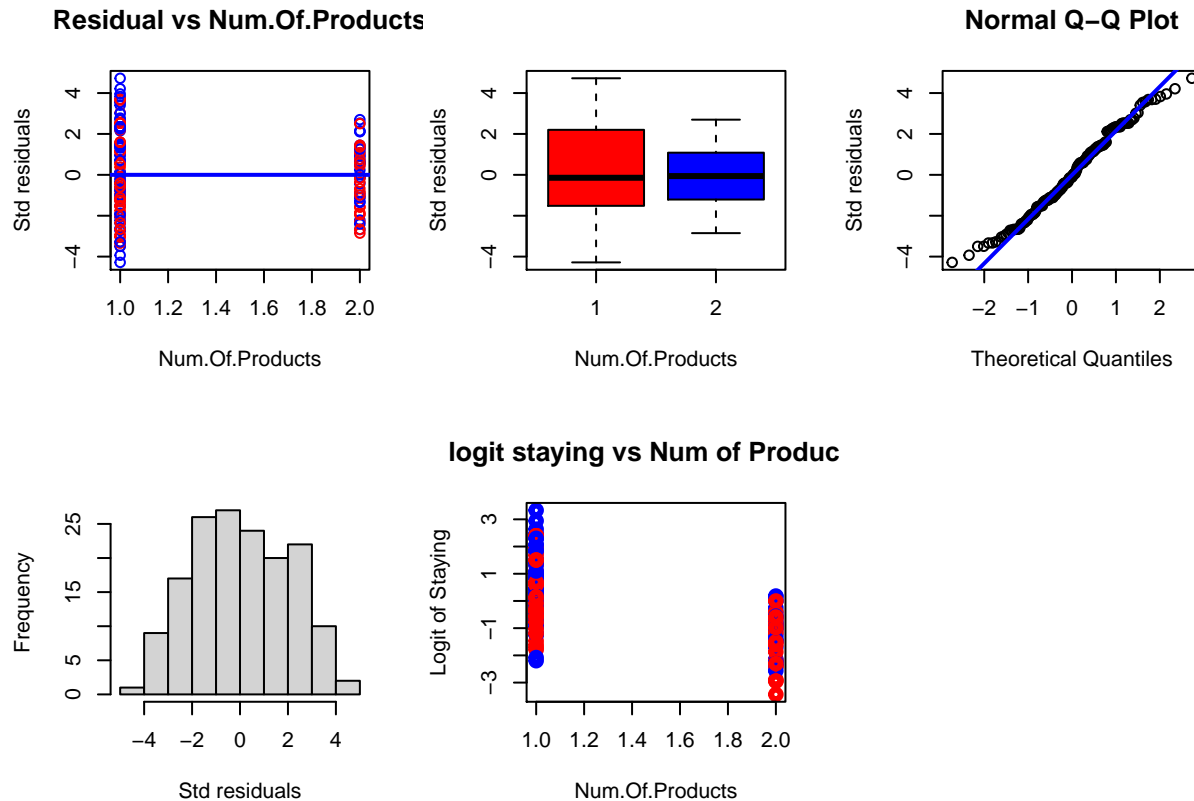 Residual vs Num.Of.Products
Std residuals
4
2
0
−4
1.0 1.2 1.4 1.6 1.8 2.0
Num.Of.Products
Std residuals
4
2
0
−4
1 2
Num.Of.Products
Normal Q−Q Plot
Std residuals
4
2
0
−4
−2 −1 0 1 2
Theoretical Quantiles
Frequency
25
15
5
0
−4 −2 0 2 4
Std residuals
logit staying vs Num of Produc
Logit of Staying
3
1
−1
−3
1.0 1.2 1.4 1.6 1.8 2.0
Num.Of.Products